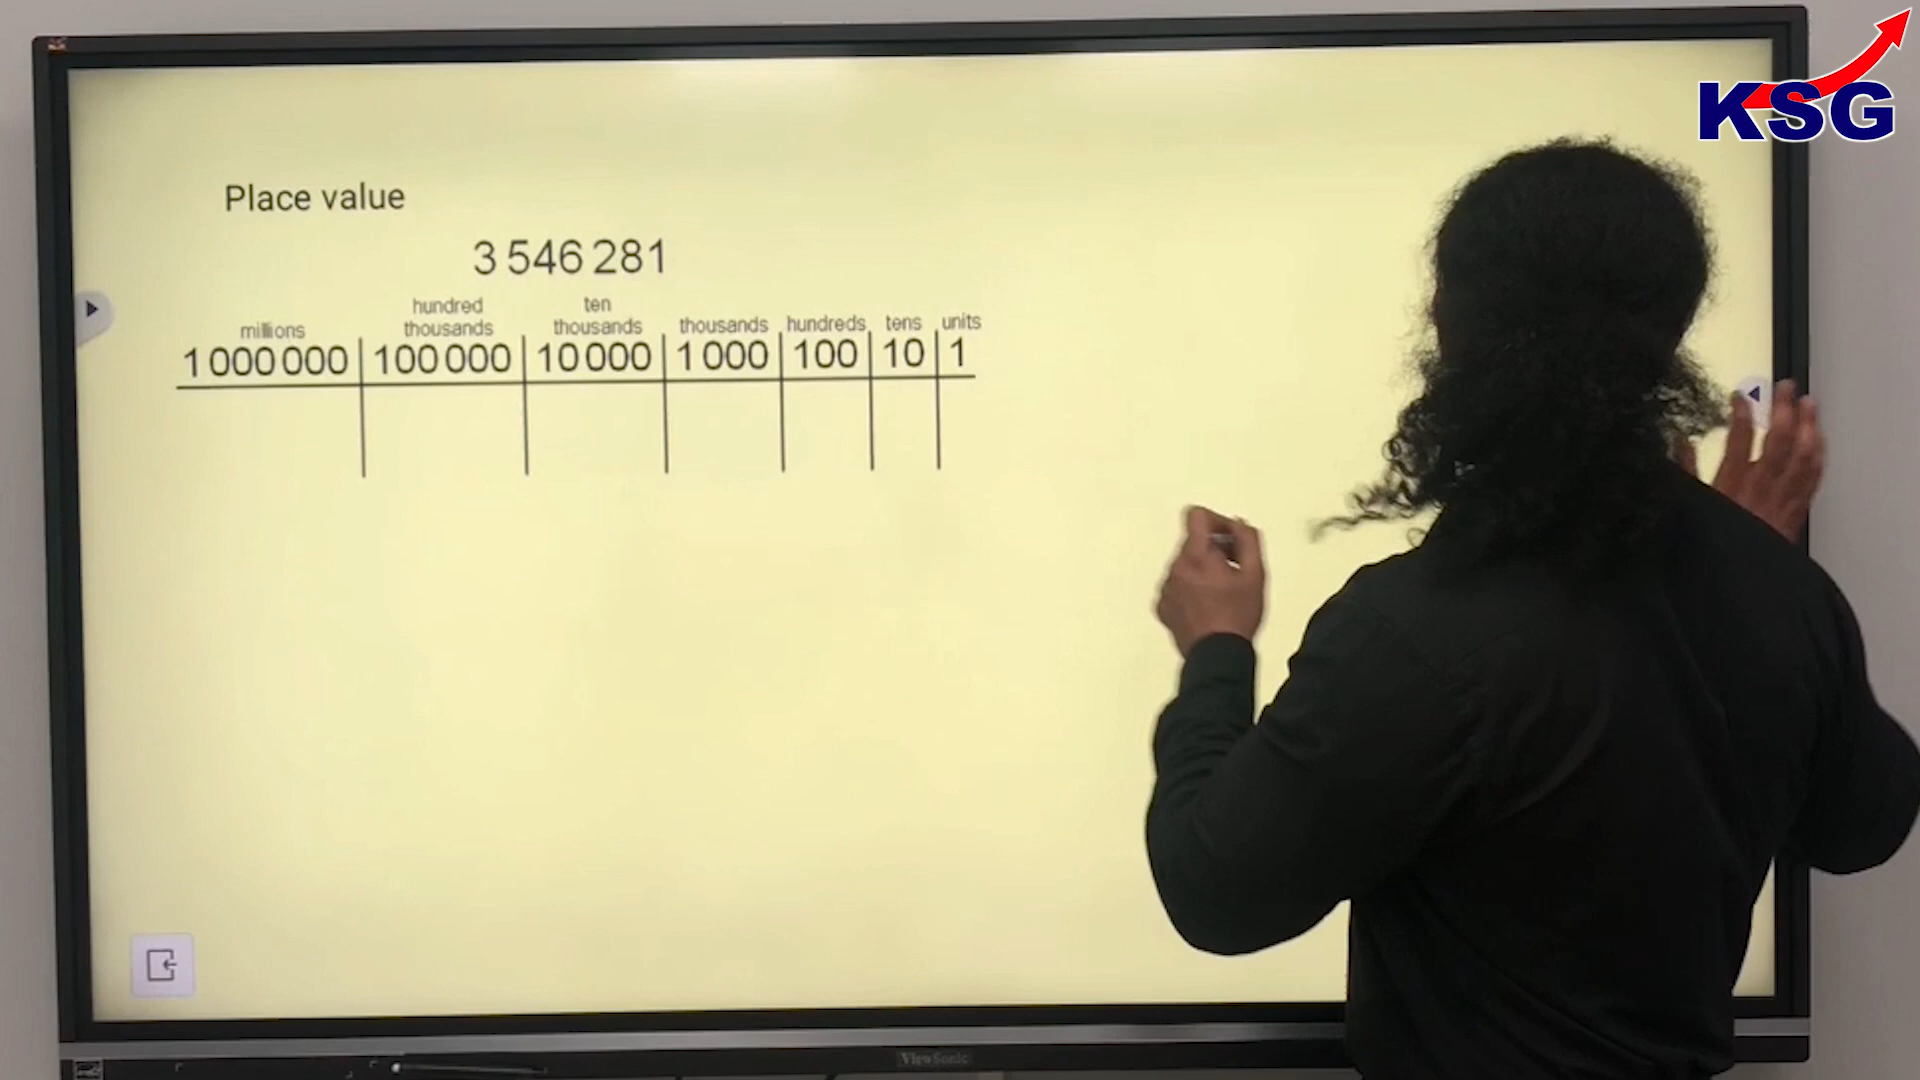 KSG
Place value
3 546 281
millions hundred thousands ten thousands thousands hundreds tens units
1 000 000 100 000 10 000 1 000 100 10 1
ViewSonic